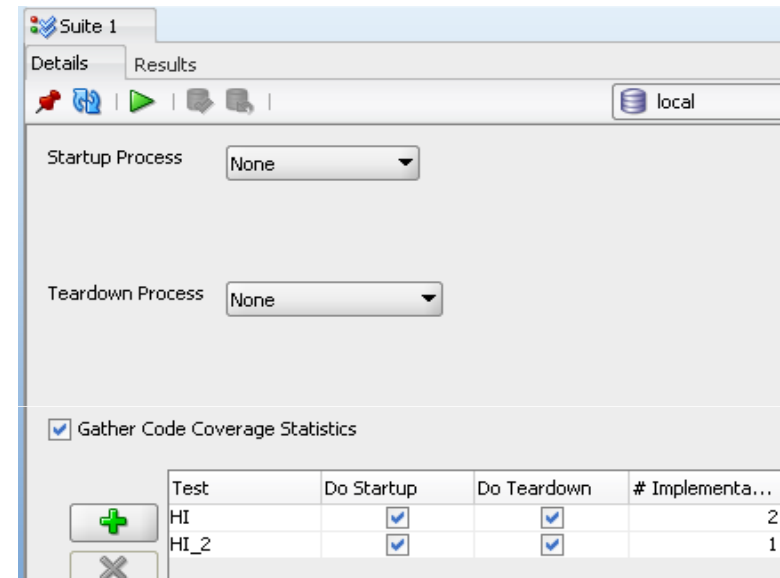 Suite 1
Details Results
local
Startup Process None
Teardown Process None
Gather Code Coverage Statistics
Test Do Startup Do Teardown # Implementa...
HI 2
HI_2 1